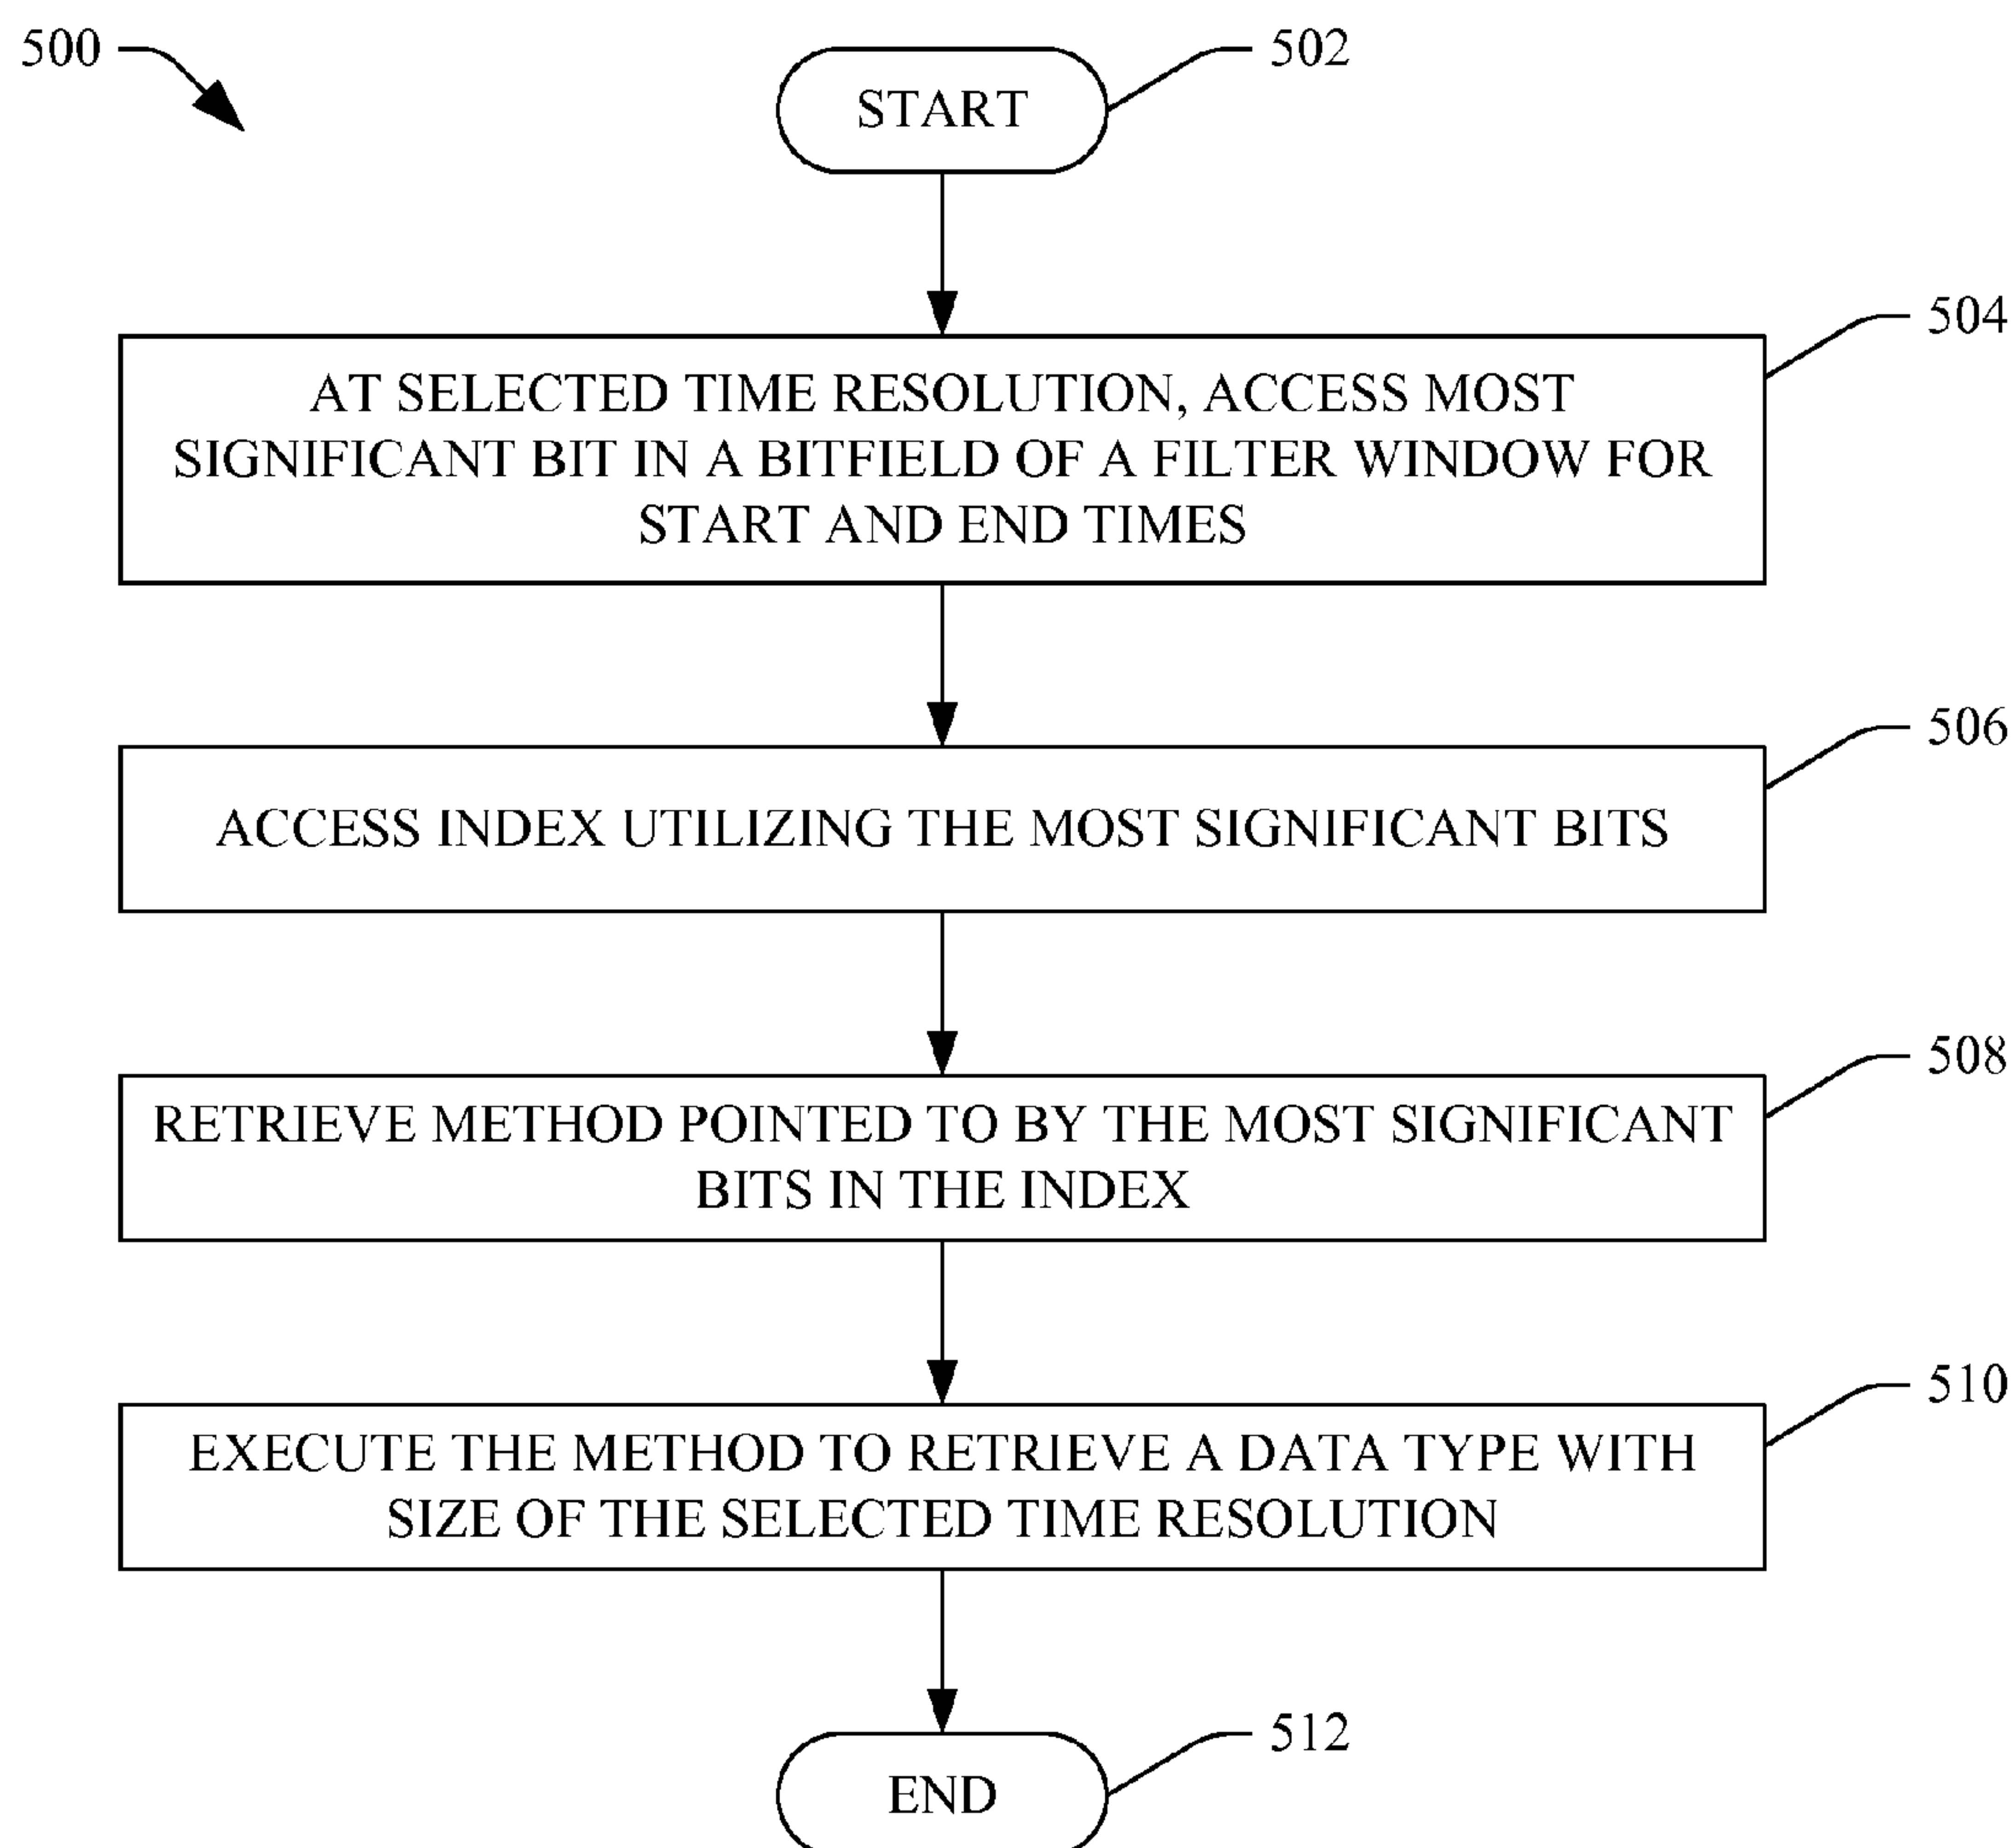 500
502
START
504
AT SELECTED TIME RESOLUTION, ACCESS MOST
SIGNIFICANT BIT IN A BITFIELD OF A FILTER WINDOW FOR
START AND END TIMES
506
ACCESS INDEX UTILIZING THE MOST SIGNIFICANT BITS
508
RETRIEVE METHOD POINTED TO BY THE MOST SIGNIFICANT
BITS IN THE INDEX
510
EXECUTE THE METHOD TO RETRIEVE A DATA TYPE WITH
SIZE OF THE SELECTED TIME RESOLUTION
512
END